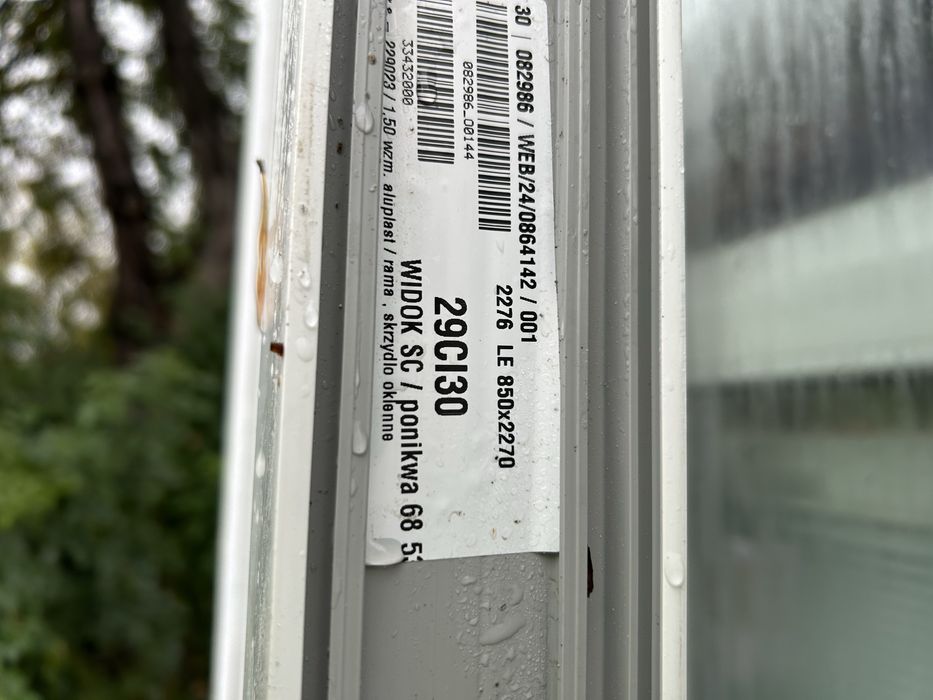 30 | 082986 / WEB/24/0864142 / 001
2276 LE 850x2270
082986_00144
29CI30
33432000
WIDOK SC / ponikwa 68 53
– 229023 / 1,50 wzm. aluplast / rama , skrzydło okienne